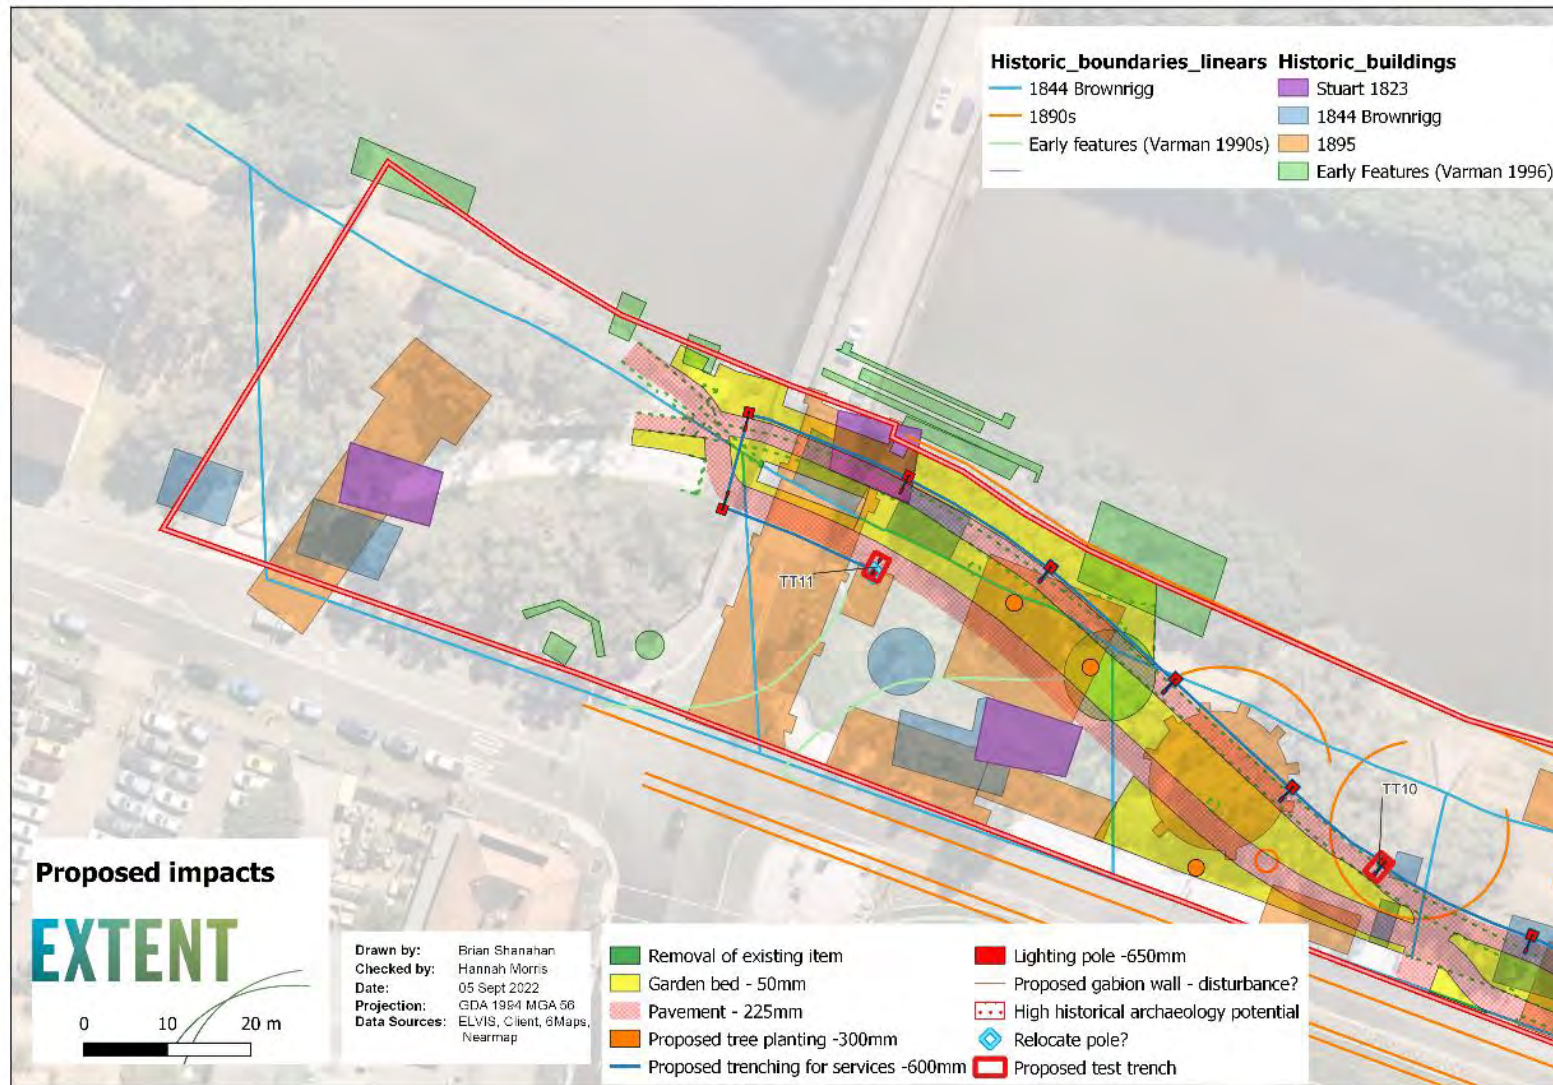 Historic_boundaries_linears
1844 Brownrigg
1890s
Early features (Varman 1990s)
Historic_buildings
Stuart 1823
1844 Brownrigg
1895
Early Features (Varman 1996)
TT11
TT10
Proposed impacts
EXTENT
0 10 20 m
Drawn by: Brian Shanahan
Checked by: Hannah Morris
Date: 05 Sept 2022
Projection: GDA 1994 MGA 56
Data Sources: ELVIS, Client, 6Maps,
Nearmap
Removal of existing item
Garden bed - 50mm
Pavement - 225mm
Proposed tree planting -300mm
Proposed trenching for services -600mm
Lighting pole -650mm
Proposed gabion wall - disturbance?
High historical archaeology potential
Relocate pole?
Proposed test trench